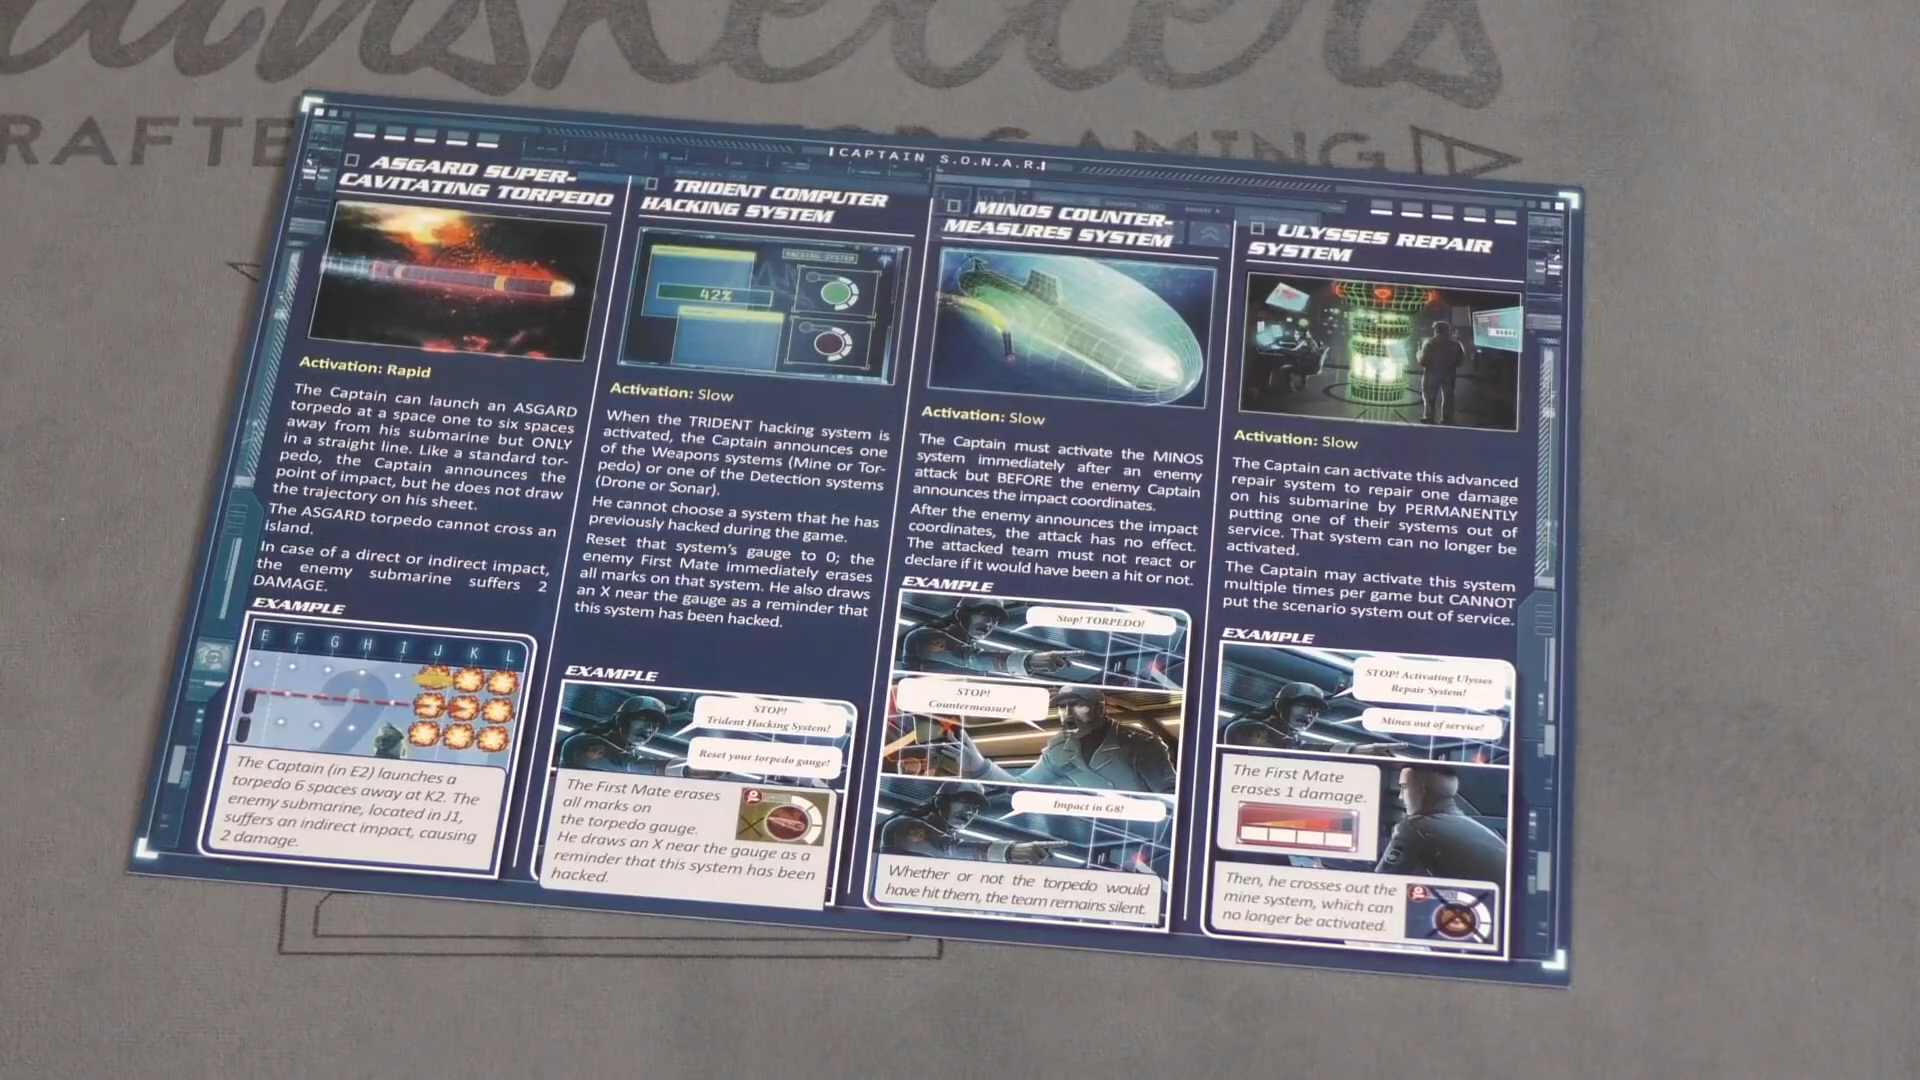 RAFTE
FOR GAMING
CAPTAIN S.O.N.A.R.
ASGARD SUPER-
CAVITATING TORPEDO
Activation: Rapid
The Captain can launch an ASGARD
torpedo at a space one to six spaces
away from his submarine but ONLY
in a straight line. Like a standard tor-
pedo, the Captain announces the
point of impact, but he does not draw
the trajectory on his sheet.
The ASGARD torpedo cannot cross an
island.
In case of a direct or indirect impact,
the enemy submarine suffers 2
DAMAGE.
EXAMPLE
E F G H I J K L
2
The Captain (in E2) launches a
torpedo 6 spaces away at K2. The
enemy submarine, located in J1,
suffers an indirect impact, causing
2 damage.
TRIDENT COMPUTER
HACKING SYSTEM
HACKING SYSTEM
42%
Activation: Slow
When the TRIDENT hacking system is
activated, the Captain announces one
of the Weapons systems (Mine or Tor-
pedo) or one of the Detection systems
(Drone or Sonar).
He cannot choose a system that he has
previously hacked during the game.
Reset that system's gauge to 0; the
enemy First Mate immediately erases
all marks on that system. He also draws
an X near the gauge as a reminder that
this system has been hacked.
EXAMPLE
STOP!
Trident Hacking System!
Reset your torpedo gauge!
The First Mate erases
all marks on
the torpedo gauge.
He draws an X near the gauge as a
reminder that this system has been
hacked.
MINOS COUNTER-
MEASURES SYSTEM
Activation: Slow
The Captain must activate the MINOS
system immediately after an enemy
attack but BEFORE the enemy Captain
announces the impact coordinates.
After the enemy announces the impact
coordinates, the attack has no effect.
The attacked team must not react or
declare if it would have been a hit or not.
EXAMPLE
Stop! TORPEDO!
STOP!
Countermeasure!
Impact in G8!
Whether or not the torpedo would
have hit them, the team remains silent.
ULYSSES REPAIR
SYSTEM
Activation: Slow
The Captain can activate this advanced
repair system to repair one damage
on his submarine by PERMANENTLY
putting one of their systems out of
service. That system can no longer be
activated.
The Captain may activate this system
multiple times per game but CANNOT
put the scenario system out of service.
EXAMPLE
STOP! Activating Ulysses
Repair System!
Mines out of service!
The First Mate
erases 1 damage.
Then, he crosses out the
mine system, which can
no longer be activated.